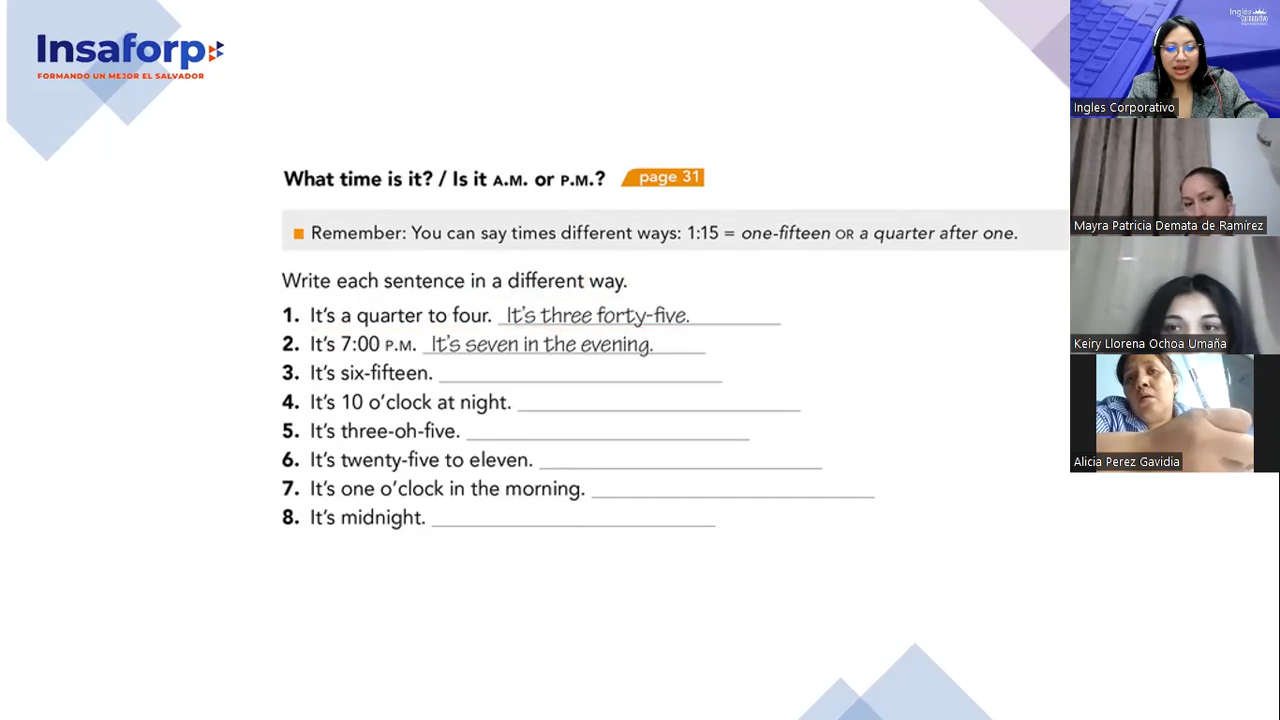 Insaforp
FORMANDO UN MEJOR EL SALVADOR
What time is it? / Is it A.M. or P.M.? page 31
Remember: You can say times different ways: 1:15 = one-fifteen OR a quarter after one.
Write each sentence in a different way.
1. It's a quarter to four. It's three forty-five.
2. It's 7:00 P.M. It's seven in the evening.
3. It's six-fifteen.
4. It's 10 o'clock at night.
5. It's three-oh-five.
6. It's twenty-five to eleven.
7. It's one o'clock in the morning.
8. It's midnight.
Inglés
corporativo
Ingles Corporativo
Mayra Patricia Demata de Ramírez
Keiry Llorena Ochoa Umaña
Alicia Perez Gavidia